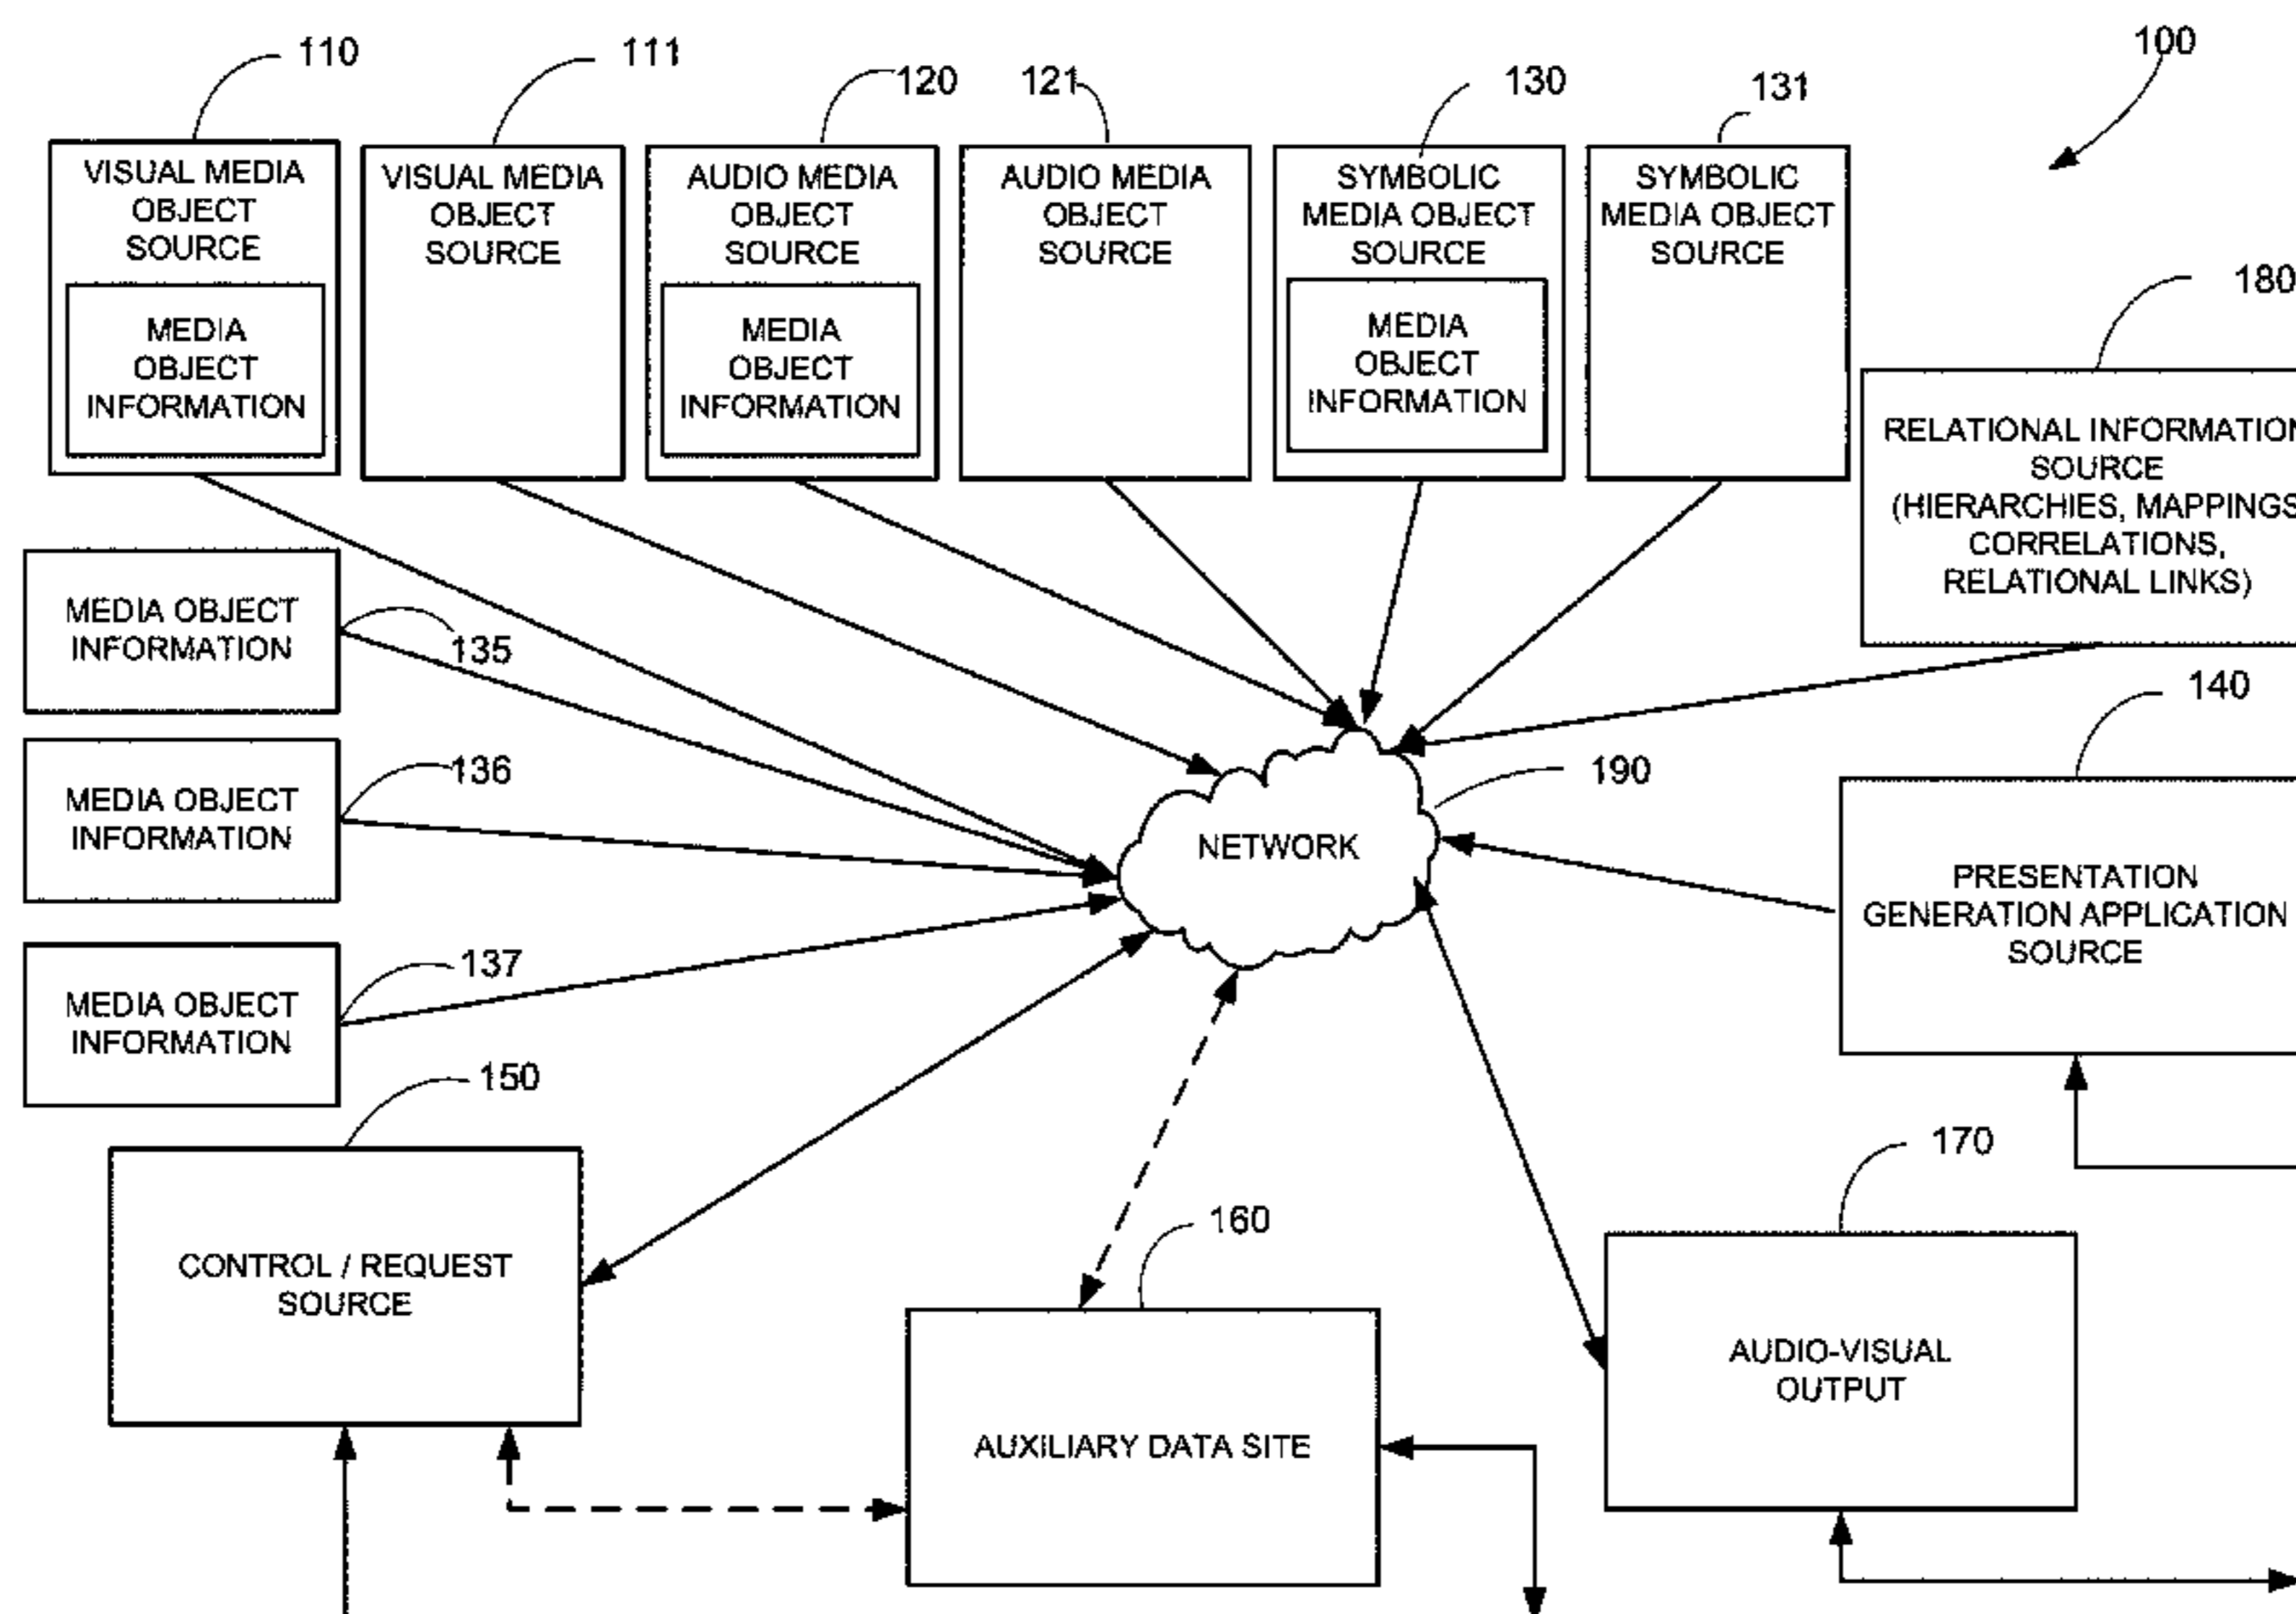 110
111
120
121
130
131
100
VISUAL MEDIA
OBJECT
SOURCE
MEDIA
OBJECT
INFORMATION
VISUAL MEDIA
OBJECT
SOURCE
AUDIO MEDIA
OBJECT
SOURCE
MEDIA
OBJECT
INFORMATION
AUDIO MEDIA
OBJECT
SOURCE
SYMBOLIC
MEDIA OBJECT
SOURCE
MEDIA
OBJECT
INFORMATION
SYMBOLIC
MEDIA OBJECT
SOURCE
180
RELATIONAL INFORMATION
SOURCE
(HIERARCHIES, MAPPINGS
CORRELATIONS,
RELATIONAL LINKS)
MEDIA OBJECT
INFORMATION
135
MEDIA OBJECT
INFORMATION
136
MEDIA OBJECT
INFORMATION
137
NETWORK
190
140
PRESENTATION
GENERATION APPLICATION
SOURCE
150
CONTROL / REQUEST
SOURCE
160
AUXILIARY DATA SITE
170
AUDIO-VISUAL
OUTPUT